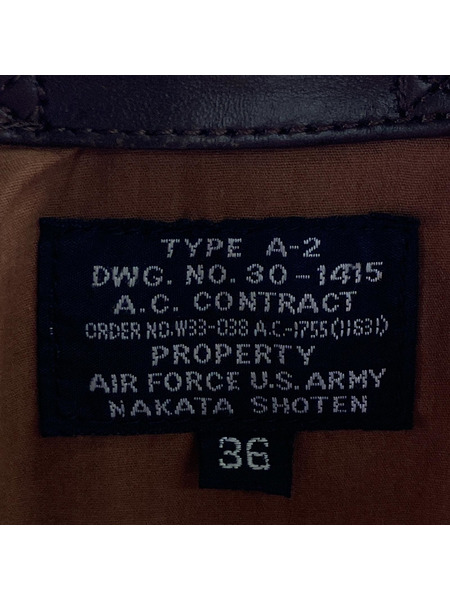 TYPE A-2
DWG. NO. 30-1415
A.C. CONTRACT
ORDER NO. W33-038 A.C.-1755(11631)
PROPERTY
AIR FORCE U.S. ARMY
NAKATA SHOTEN
36